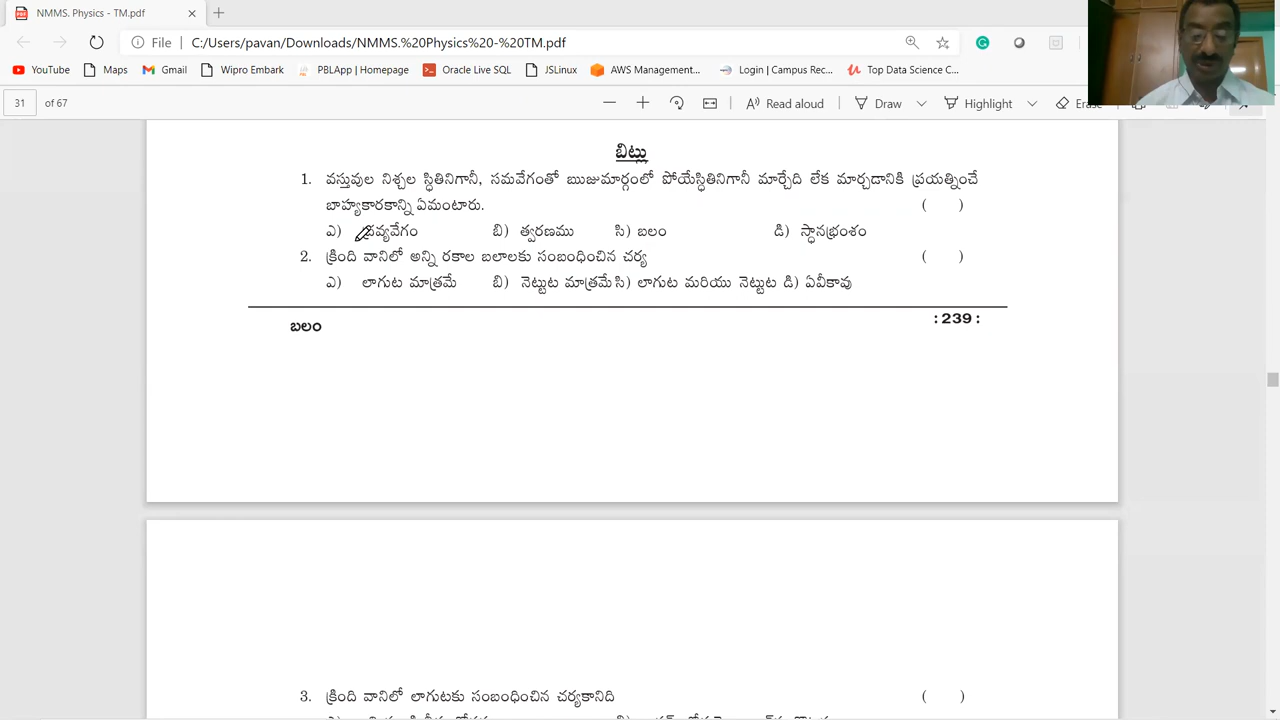 NMMS. Physics - TM.pdf
File C:/Users/pavan/Downloads/NMMS.%20Physics%20-%20TM.pdf
YouTube Maps Gmail Wipro Embark PBLApp | Homepage Oracle Live SQL JSLinux AWS Management... Login | Campus Rec... Top Data Science C...
31 of 67 Read aloud Draw Highlight Erase
బిట్లు
1. వస్తువుల నిశ్చల స్థితినిగానీ, సమవేగంతో ఋజుమార్గంలో పోయేస్థితినిగానీ మార్చేది లేక మార్చడానికి ప్రయత్నించే
బాహ్యకారకాన్ని ఏమంటారు. ( )
ఎ) ద్రవ్యవేగం బి) త్వరణము సి) బలం డి) స్థానభ్రంశం
2. క్రింది వానిలో అన్ని రకాల బలాలకు సంబంధించిన చర్య ( )
ఎ) లాగుట మాత్రమే బి) నెట్టుట మాత్రమే సి) లాగుట మరియు నెట్టుట డి) ఏవీకావు
బలం : 239 :
3. క్రింది వానిలో లాగుటకు సంబంధించిన చర్యకానిది ( )